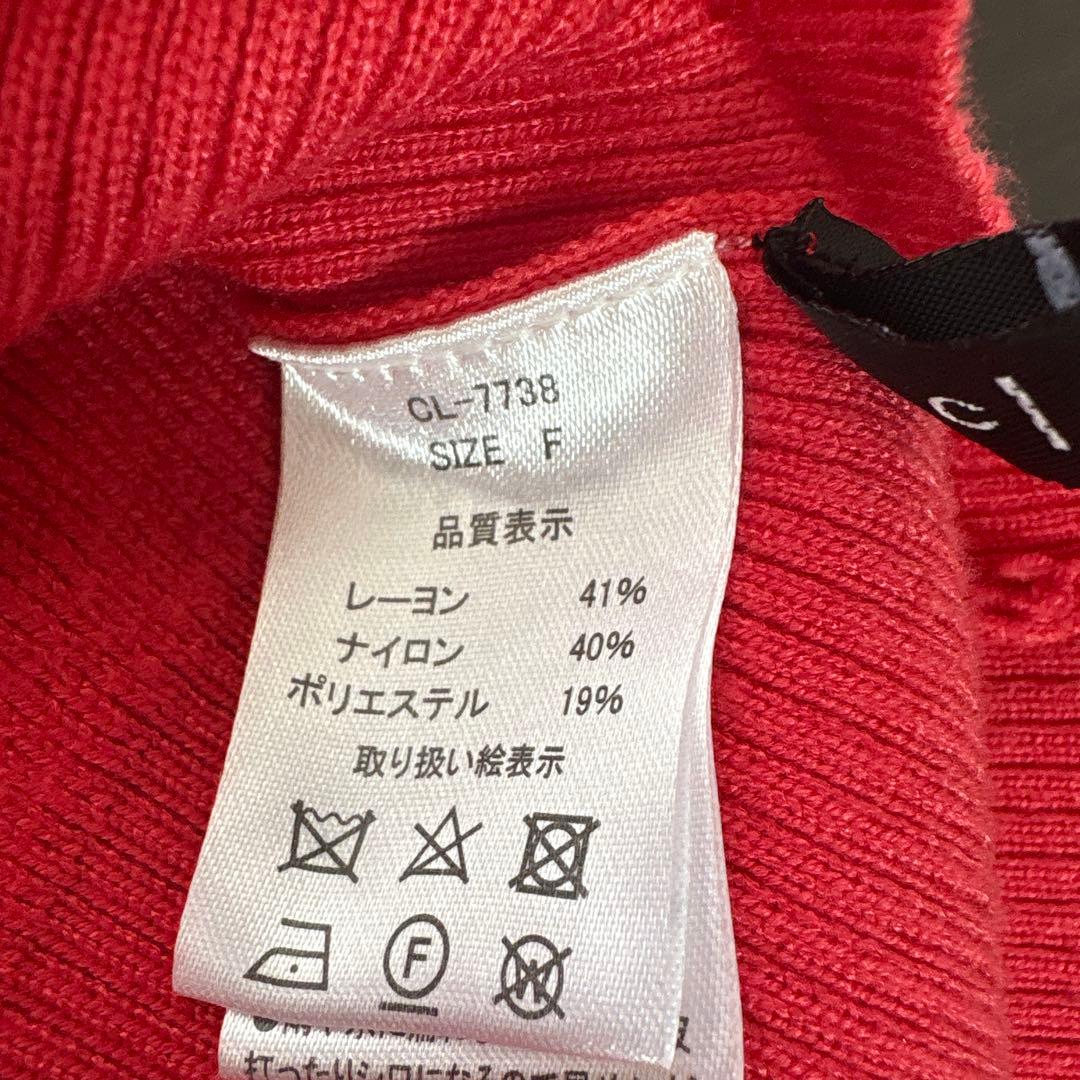 CL-7738
SIZE F
品質表示
レーヨン 41%
ナイロン 40%
ポリエステル 19%
取り扱い絵表示
F
W
cl